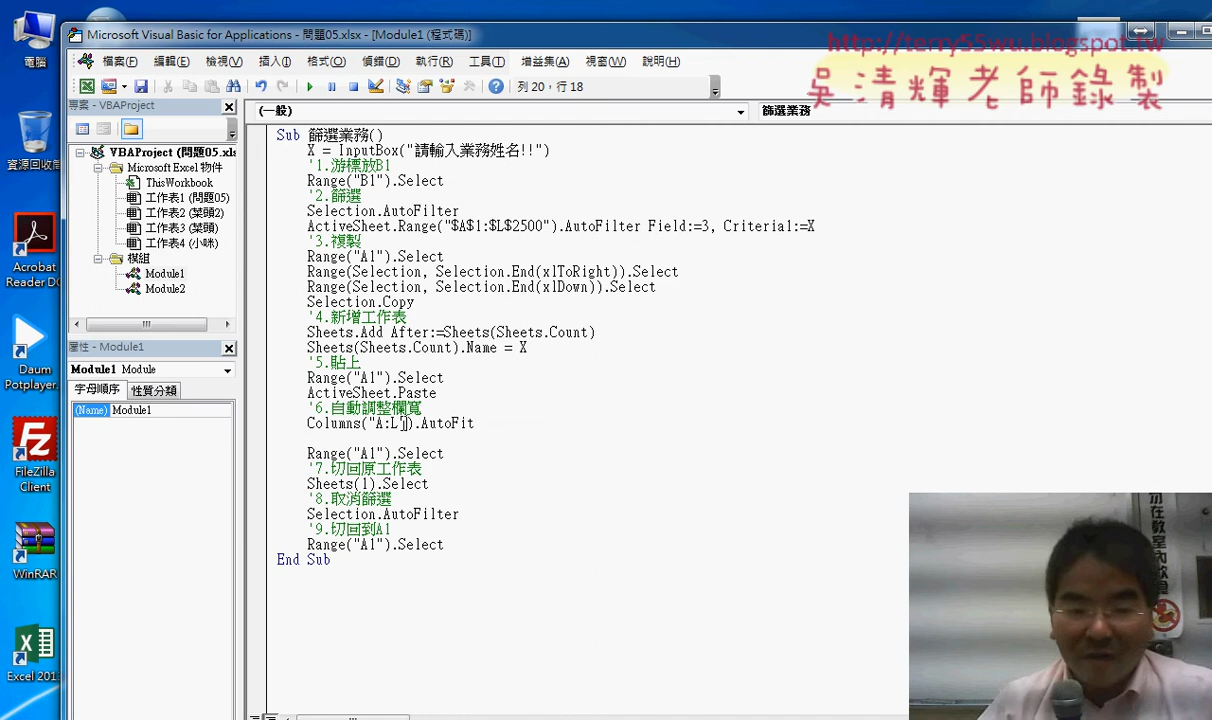 http://terry55wu.blogspot.tw
吳清輝老師錄製
Microsoft Visual Basic for Applications - 問題05.xlsx - [Module1 (程式碼)]
檔案(F) 編輯(E) 檢視(V) 插入(I) 格式(O) 偵錯(D) 執行(R) 工具(T) 增益集(A) 視窗(W) 說明(H)
列 20，行 18
專案 - VBAProject
(一般)
篩選業務
VBAProject (問題05.xls
Microsoft Excel 物件
ThisWorkbook
工作表1 (問題05)
工作表2 (菜頭2)
工作表3 (菜頭)
工作表4 (小咪)
模組
Module1
Module2
屬性 - Module1
Module1 Module
字母順序 性質分類
(Name) Module1
Sub 篩選業務()
X = InputBox("請輸入業務姓名!!")
'1.游標放B1
Range("B1").Select
'2.篩選
Selection.AutoFilter
ActiveSheet.Range("$A$1:$L$2500").AutoFilter Field:=3, Criteria1:=X
'3.複製
Range("A1").Select
Range(Selection, Selection.End(xlToRight)).Select
Range(Selection, Selection.End(xlDown)).Select
Selection.Copy
'4.新增工作表
Sheets.Add After:=Sheets(Sheets.Count)
Sheets(Sheets.Count).Name = X
'5.貼上
Range("A1").Select
ActiveSheet.Paste
'6.自動調整欄寬
Columns("A:L").AutoFit
Range("A1").Select
'7.切回原工作表
Sheets(1).Select
'8.取消篩選
Selection.AutoFilter
'9.切回到A1
Range("A1").Select
End Sub
電腦
資源回收筒
Acrobat
Reader DC
Daum
Potplayer
FileZilla
Client
WinRAR
Excel 201
勿在教室內飲